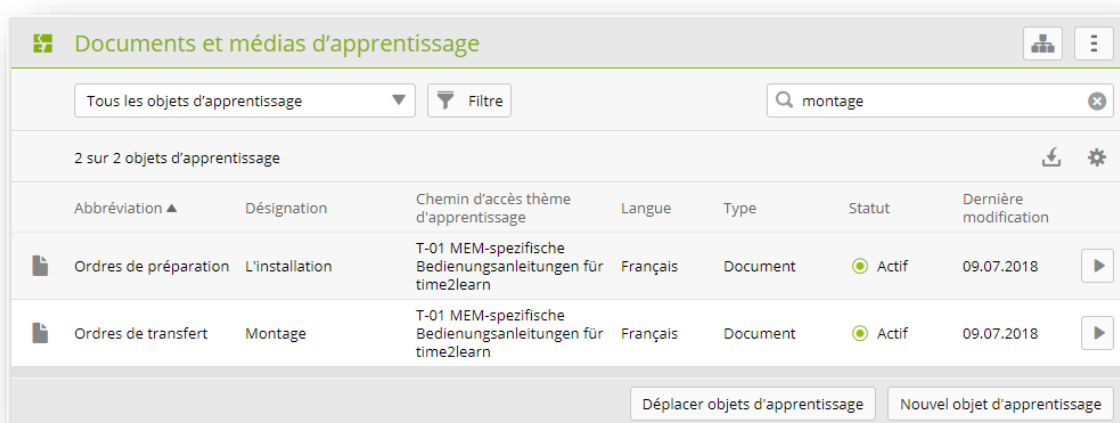 Documents et médias d'apprentissage
Tous les objets d'apprentissage Filtre montage
2 sur 2 objets d'apprentissage
Abbréviation ▲ Désignation Chemin d'accès thème d'apprentissage Langue Type Statut Dernière modification
Ordres de préparation L'installation T-01 MEM-spezifische Bedienungsanleitungen für time2learn Français Document Actif 09.07.2018
Ordres de transfert Montage T-01 MEM-spezifische Bedienungsanleitungen für time2learn Français Document Actif 09.07.2018
Déplacer objets d'apprentissage Nouvel objet d'apprentissage